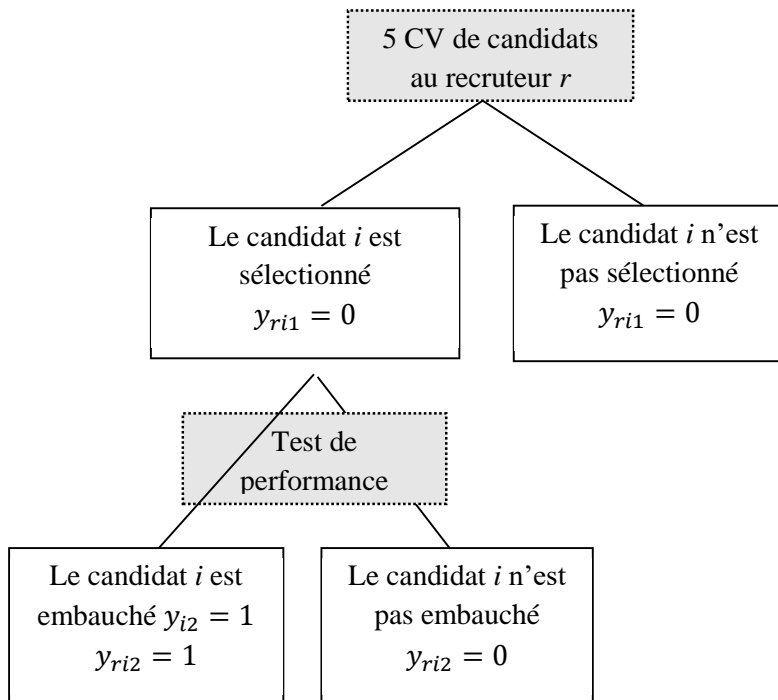 5 CV de candidats
au recruteur r
Le candidat i est
sélectionné
y_{ri1} = 0
Le candidat i n’est
pas sélectionné
y_{ri1} = 0
Test de
performance
Le candidat i est
embauché y_{i2} = 1
y_{ri2} = 1
Le candidat i n’est
pas embauché
y_{ri2} = 0